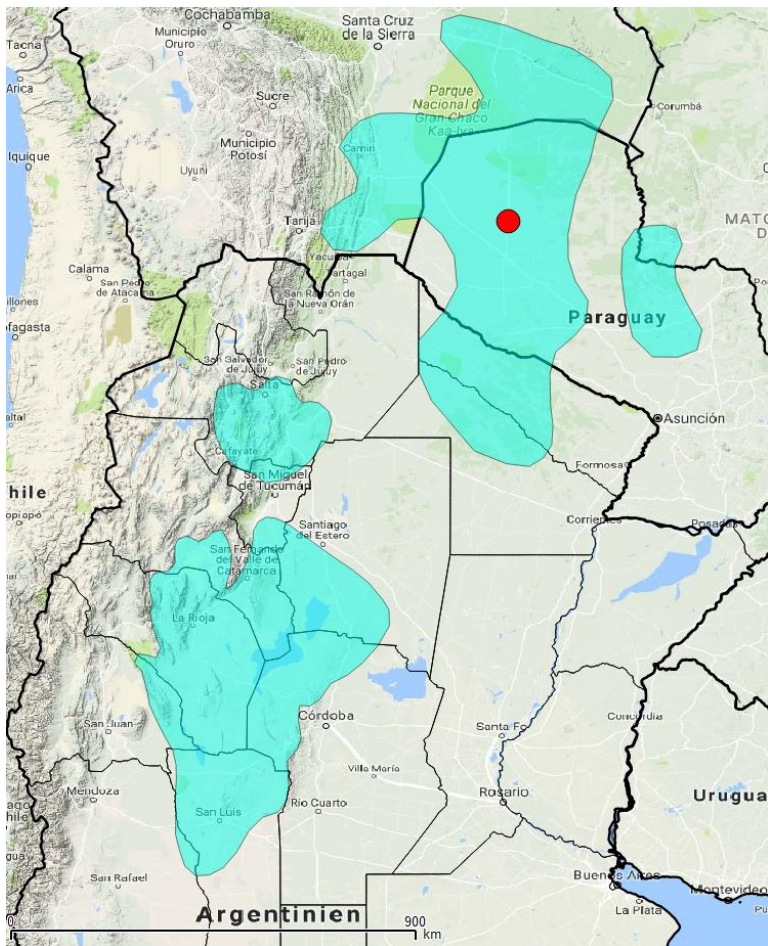 Cochabamba
Santa Cruz
de la Sierra
Tacna
Municipio
Oruro
Arica
Sucre
Parque
Nacional del
Gran Chaco
Kaa-Iya
Corumbá
Iquique
Municipio
Potosí
Camiri
Uyuni
Tarija
MATO
Yacuiba
Tartagal
Calama
San Pedro
de Atacama
San Ramón de
la Nueva Orán
Paraguay
San Salvador
de Jujuy
San Pedro
de Jujuy
Salta
Asunción
Cafayate
Formosa
San Miguel
de Tucumán
hile
Corrientes
Posadas
Santiago
del Estero
San Fernando
del Valle de
Catamarca
La Rioja
San Juan
Córdoba
Santa Fe
Concordia
Villa María
Mendoza
San Luis
Río Cuarto
Rosario
Urugua
San Rafael
Buenos Aires
La Plata
Montevideo
Argentinien
0
900
km